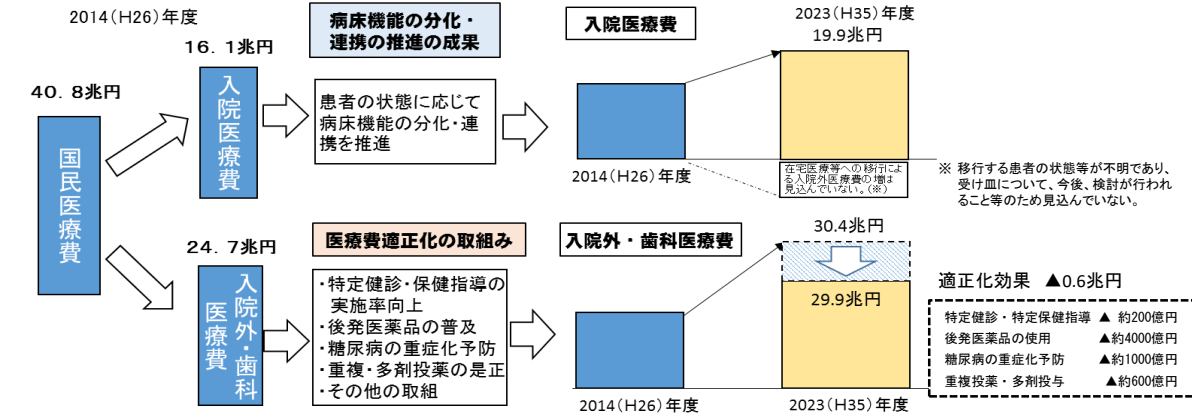 2014（H26）年度
40．8兆円
国民医療費
16．1兆円
入院医療費
病床機能の分化・
連携の推進の成果
患者の状態に応じて
病床機能の分化・連
携を推進
入院医療費
2014（H26）年度
2023（H35）年度
19.9兆円
在宅医療等への移行によ
る入院外医療費の増は
見込んでいない。（※）
※ 移行する患者の状態等が不明であり、
受け皿について、今後、検討が行われ
ること等のため見込んでいない。
24．7兆円
入院外・歯科
医療費
医療費適正化の取組み
・特定健診・保健指導の
実施率向上
・後発医薬品の普及
・糖尿病の重症化予防
・重複・多剤投薬の是正
・その他の取組
入院外・歯科医療費
2014（H26）年度
30.4兆円
29.9兆円
2023（H35）年度
適正化効果 ▲0.6兆円
特定健診・特定保健指導 ▲ 約200億円
後発医薬品の使用 ▲約4000億円
糖尿病の重症化予防 ▲約1000億円
重複投薬・多剤投与 ▲約600億円